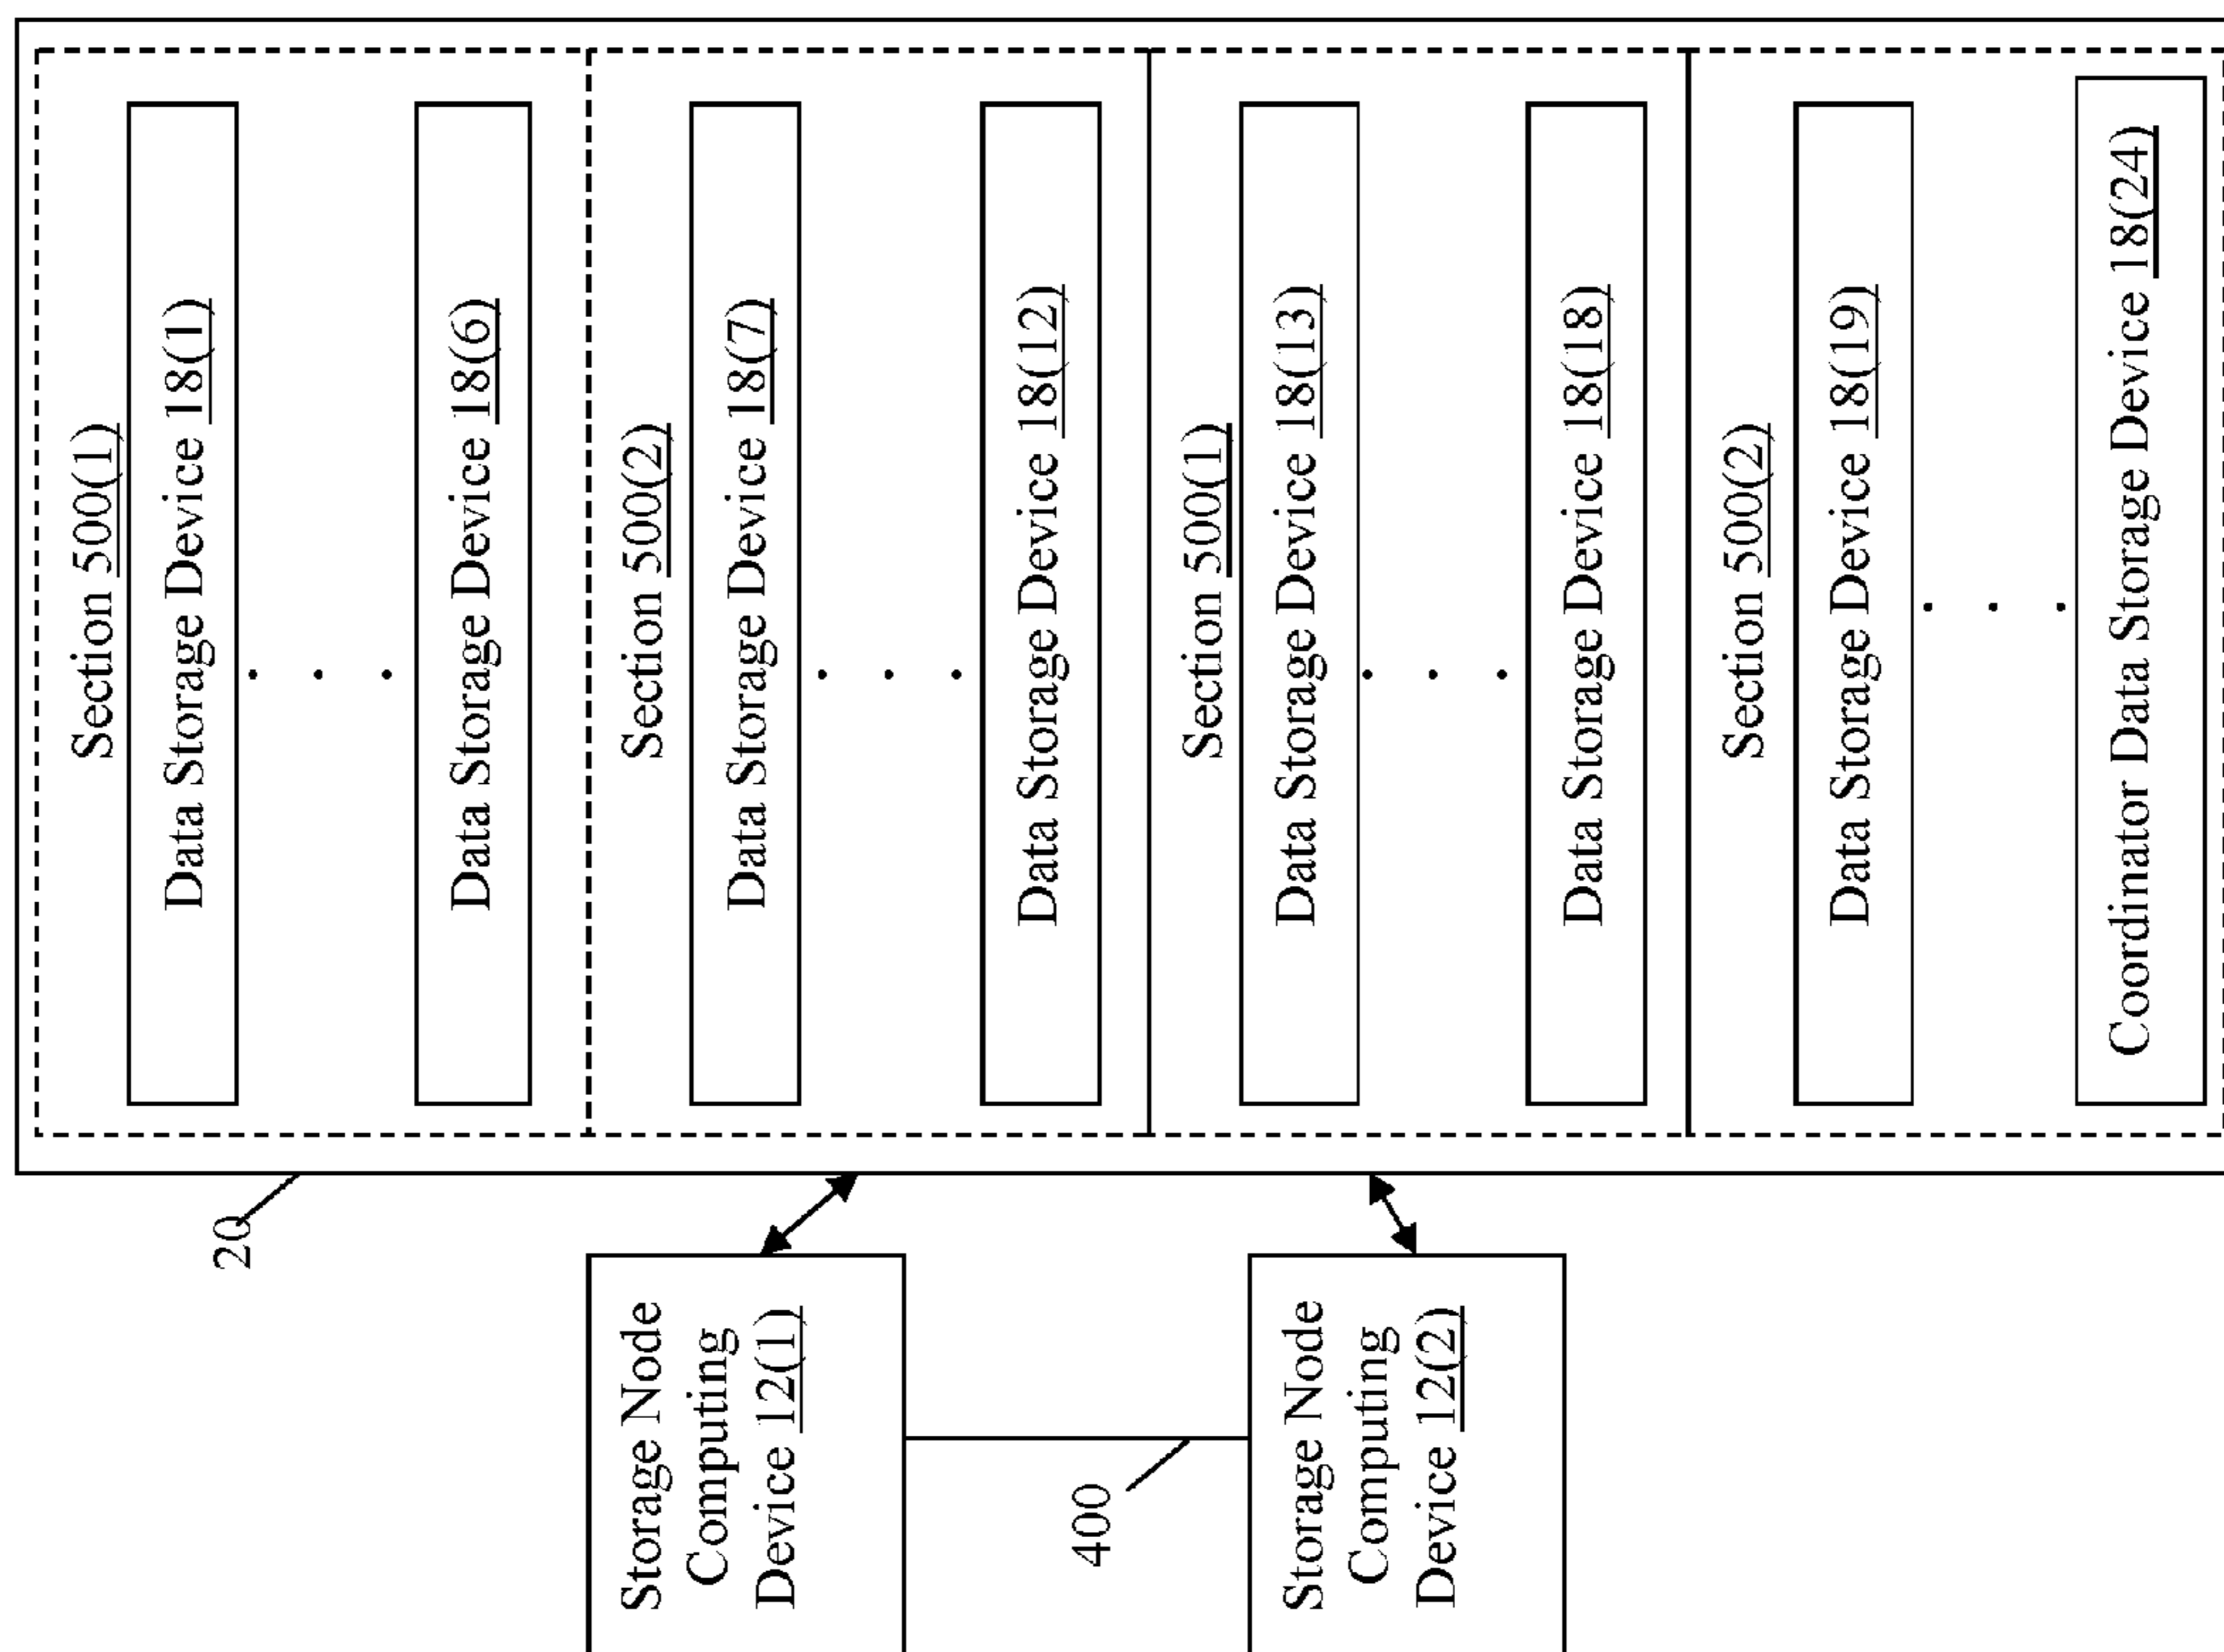 Storage Node
Computing
Device 12(1)
400
Storage Node
Computing
Device 12(2)
20
Section 500(1)
Data Storage Device 18(1)
Data Storage Device 18(6)
Section 500(2)
Data Storage Device 18(7)
Data Storage Device 18(12)
Section 500(1)
Data Storage Device 18(13)
Data Storage Device 18(18)
Section 500(2)
Data Storage Device 18(19)
Coordinator Data Storage Device 18(24)